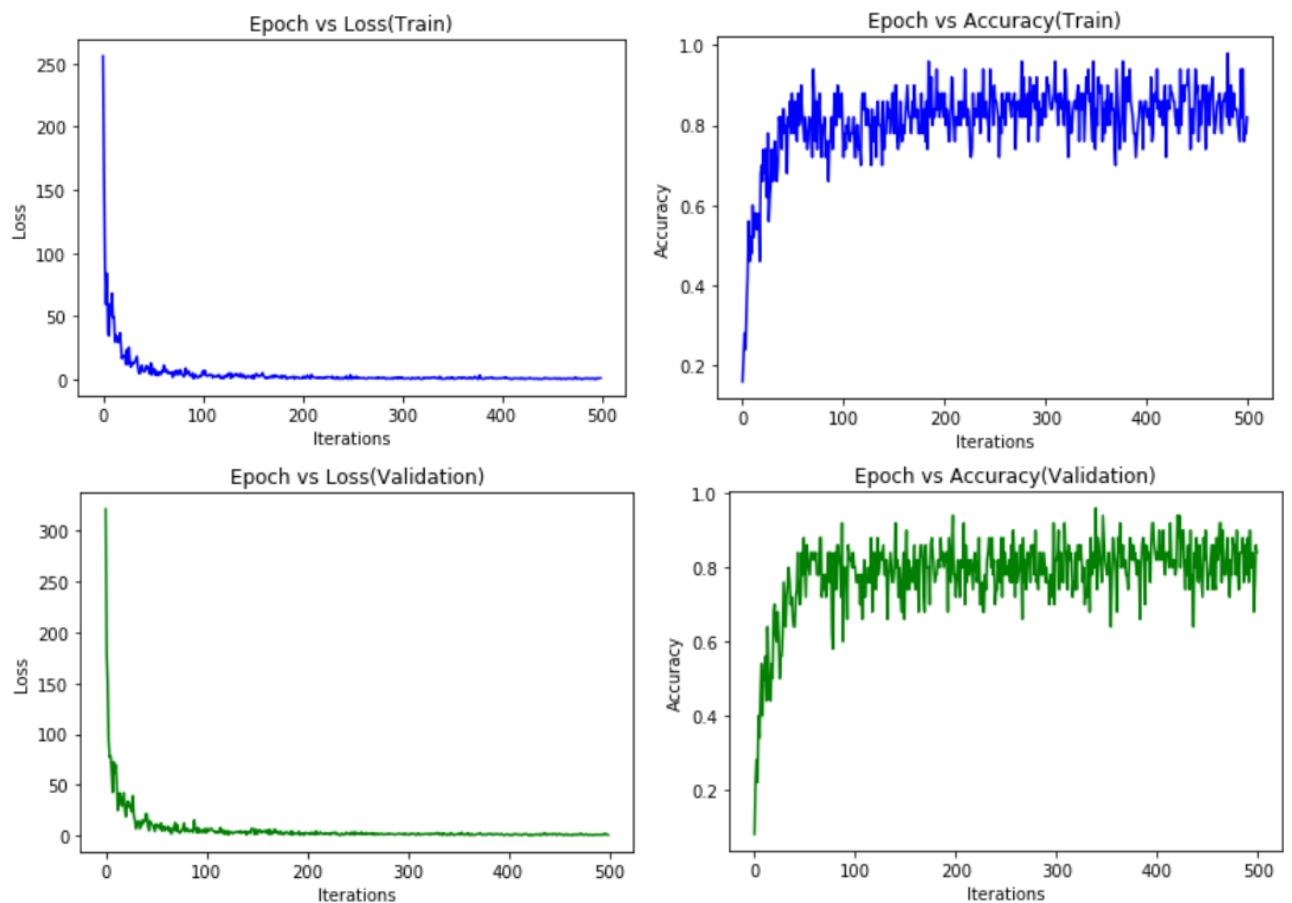 Epoch vs Loss(Train)
250
200
150
100
50
0
Loss
0 100 200 300 400 500
Iterations
Epoch vs Accuracy(Train)
1.0
0.8
0.6
0.4
0.2
Accuracy
0 100 200 300 400 500
Iterations
Epoch vs Loss(Validation)
300
250
200
150
100
50
0
Loss
0 100 200 300 400 500
Iterations
Epoch vs Accuracy(Validation)
1.0
0.8
0.6
0.4
0.2
Accuracy
0 100 200 300 400 500
Iterations